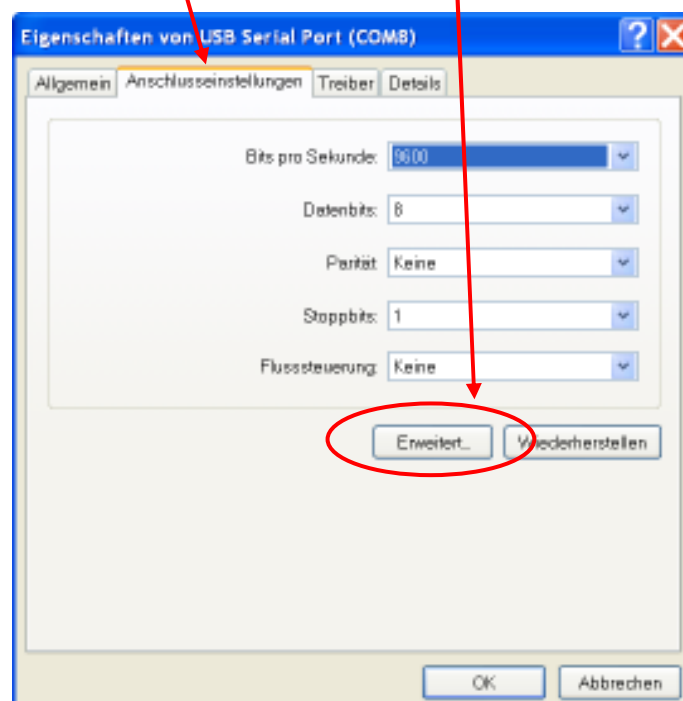 Eigenschaften von USB Serial Port (COM8)
Allgemein Anschlusseinstellungen Treiber Details
Bits pro Sekunde: 9600
Datenbits: 8
Parität: Keine
Stoppbits: 1
Flusssteuerung: Keine
Erweitert... Wiederherstellen
OK Abbrechen